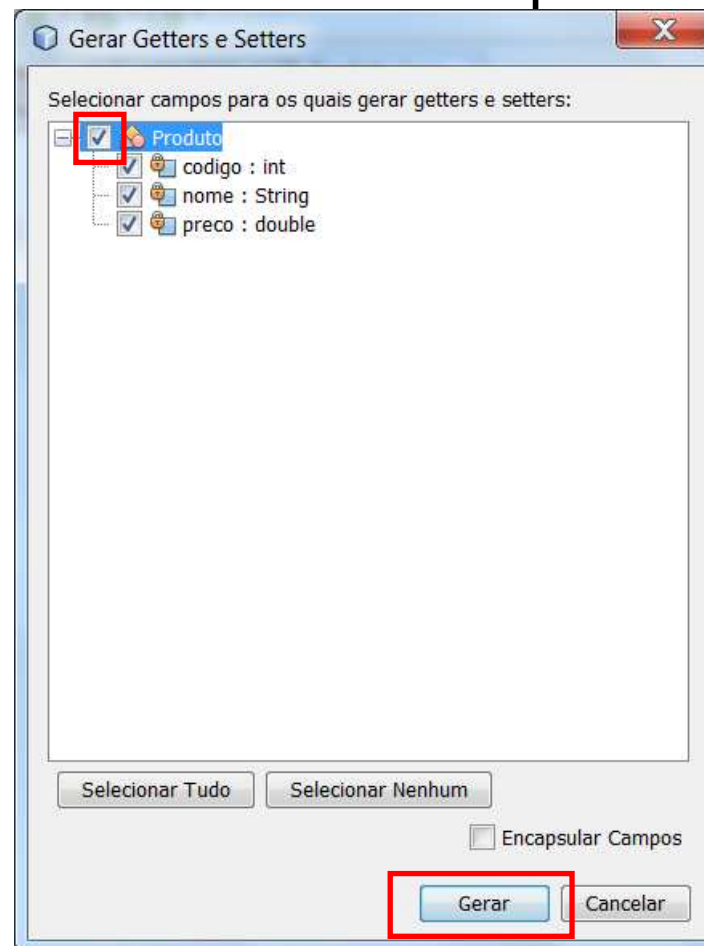 Gerar Getters e Setters
Selecionar campos para os quais gerar getters e setters:
Produto
codigo : int
nome : String
preco : double
Selecionar Tudo Selecionar Nenhum
Encapsular Campos
Gerar Cancelar